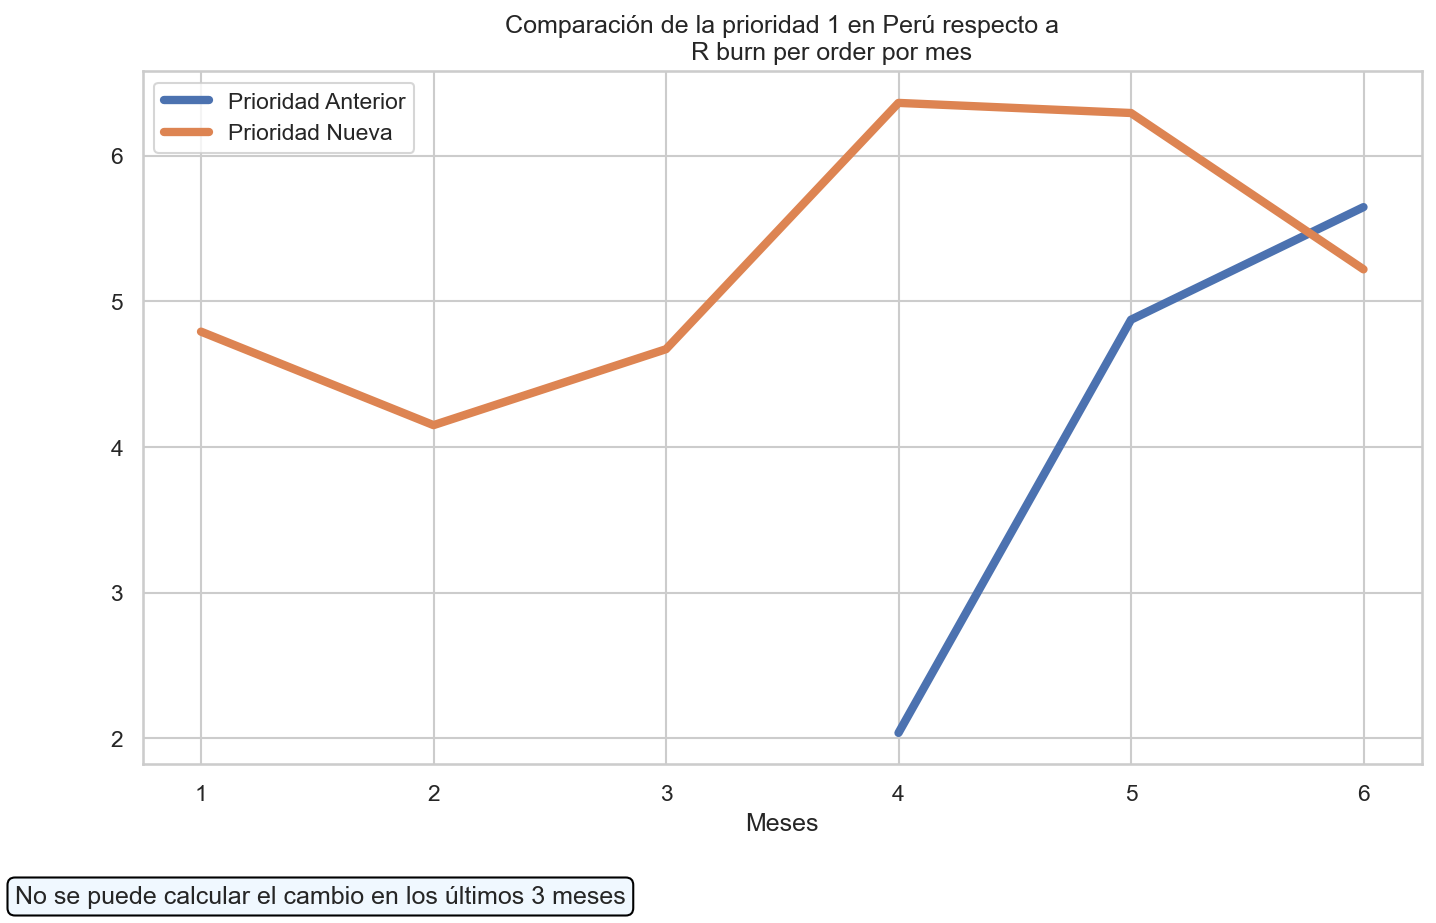 Comparación de la prioridad 1 en Perú respecto a
R burn per order por mes
Prioridad Anterior
Prioridad Nueva
6
5
4
3
2
1 2 3 4 5 6
Meses
No se puede calcular el cambio en los últimos 3 meses